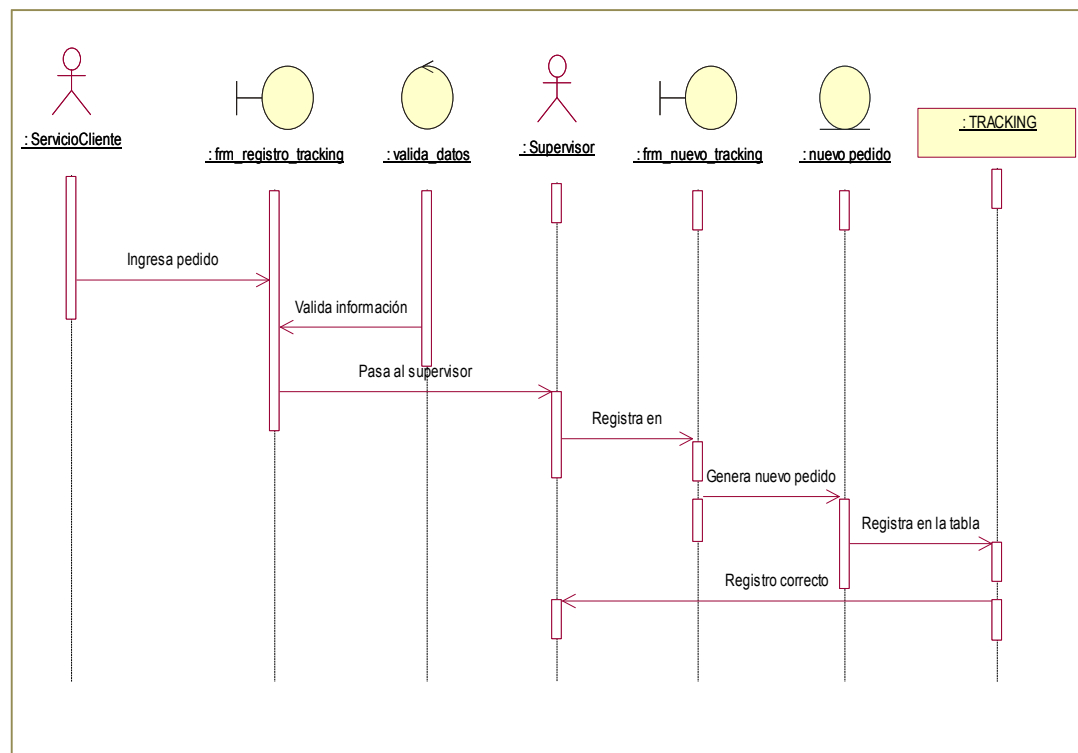 : ServicioCliente
: frm_registro_tracking
: valida_datos
: Supervisor
: frm_nuevo_tracking
: nuevo pedido
: TRACKING
Ingresa pedido
Valida información
Pasa al supervisor
Registra en
Genera nuevo pedido
Registra en la tabla
Registro correcto